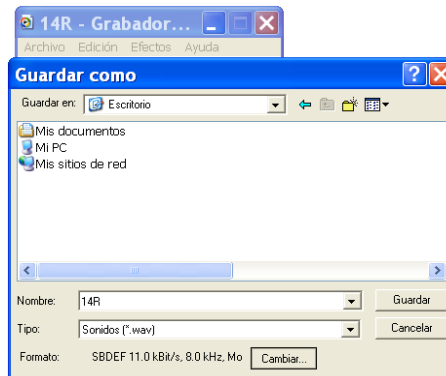 14R - Grabador...
Archivo Edición Efectos Ayuda
Guardar como
Guardar en: Escritorio
Mis documentos
Mi PC
Mis sitios de red
Nombre: 14R Guardar
Tipo: Sonidos (*.wav) Cancelar
Formato: SBDEF 11.0 kBit/s, 8.0 kHz, Mo Cambiar...